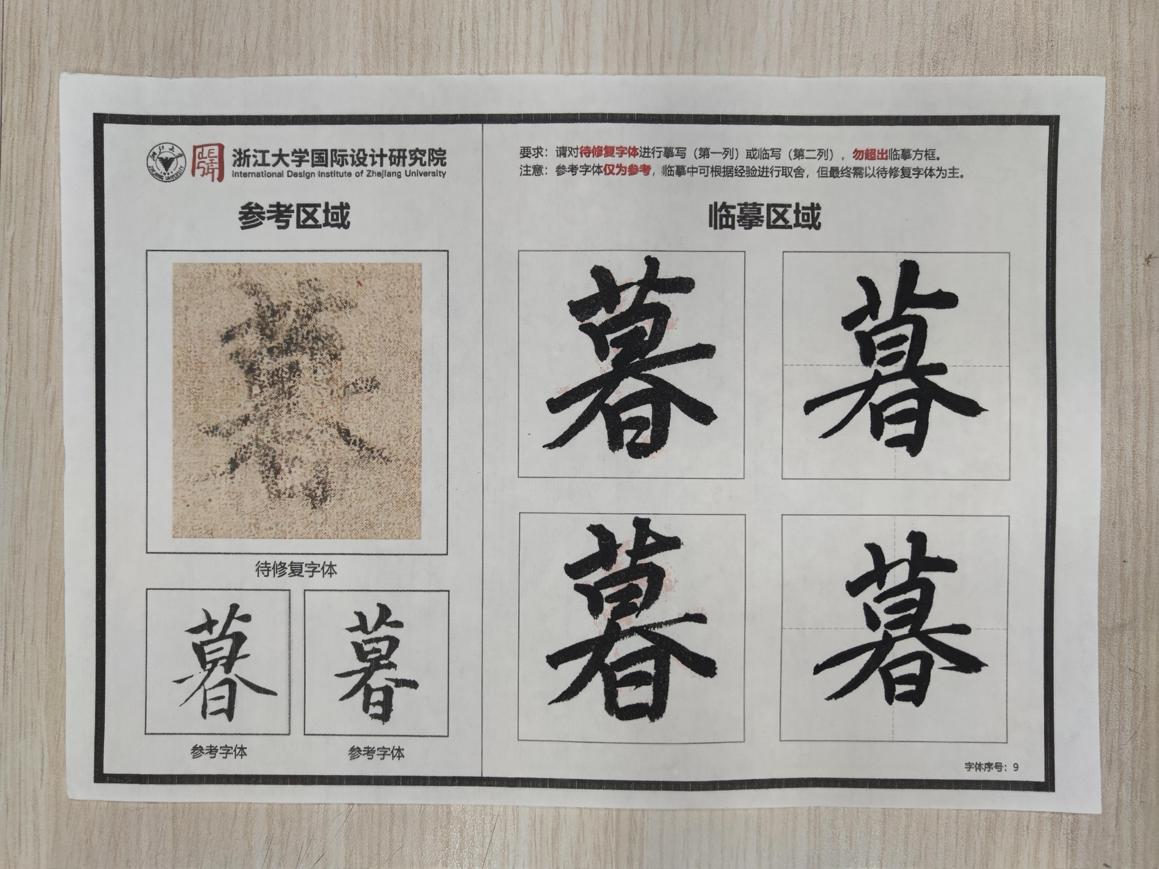 浙江大学国际设计研究院
International Design Institute of Zhejiang University
要求：请对待修复字体进行摹写（第一列）或临写（第二列），勿超出临摹方框。
注意：参考字体仅为参考，临摹中可根据经验进行取舍，但最终需以待修复字体为主。
参考区域
暮
待修复字体
暮 暮
参考字体 参考字体
临摹区域
暮 暮
暮 暮
字体序号：9